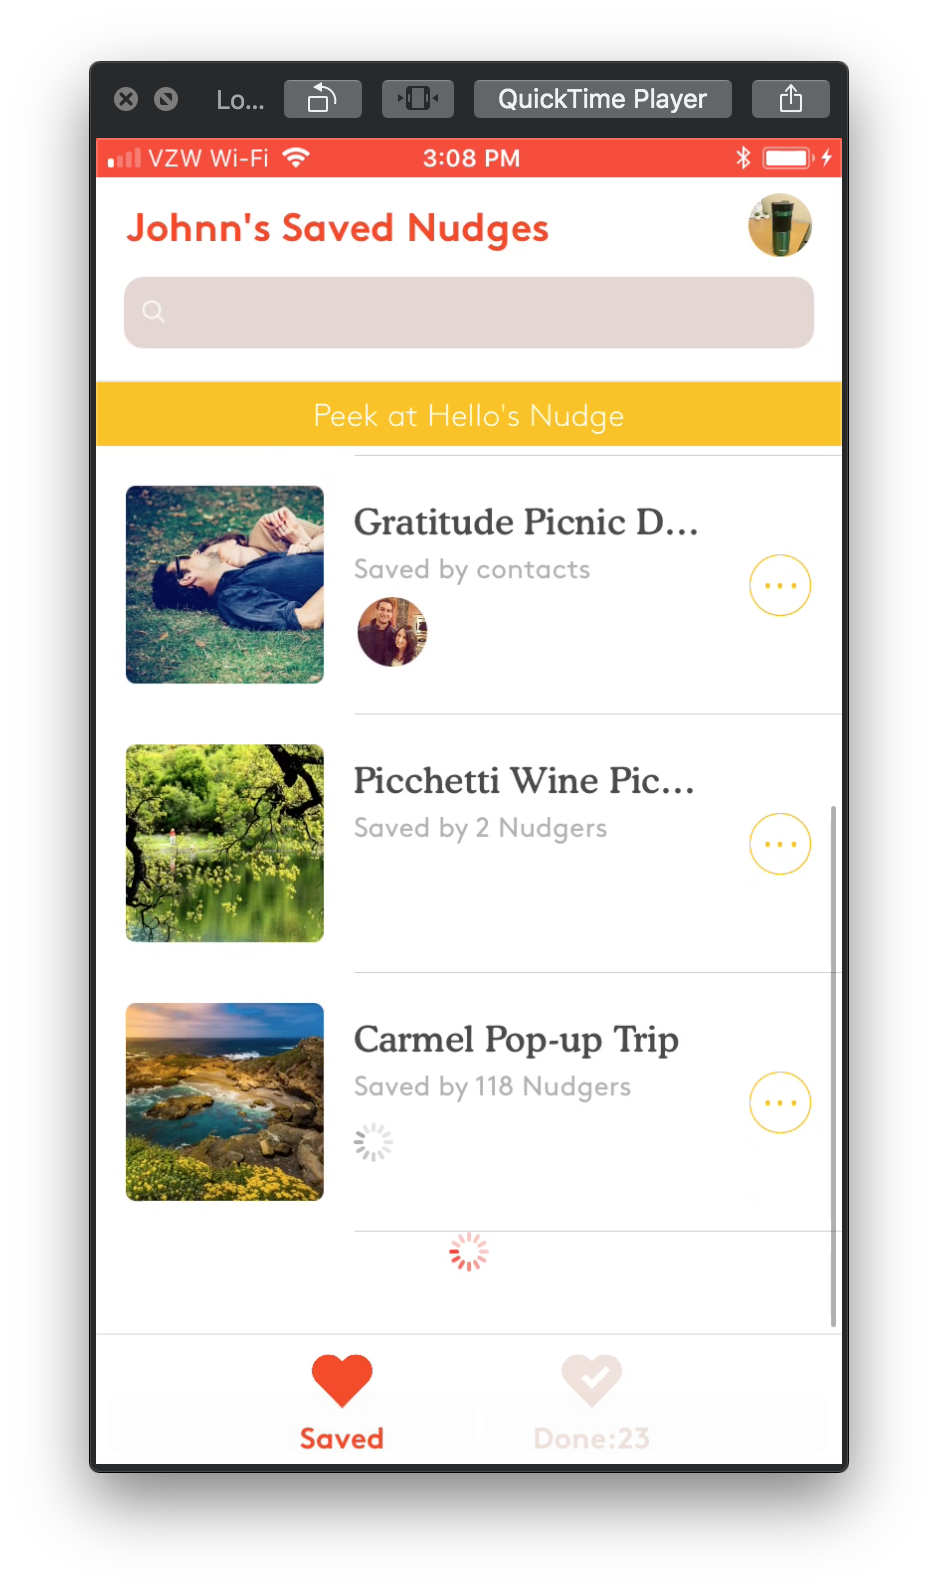 Lo...
QuickTime Player
VZW Wi-Fi
3:08 PM
Johnn's Saved Nudges
Peek at Hello's Nudge
Gratitude Picnic D...
Saved by contacts
Picchetti Wine Pic...
Saved by 2 Nudgers
Carmel Pop-up Trip
Saved by 118 Nudgers
Saved
Done:23